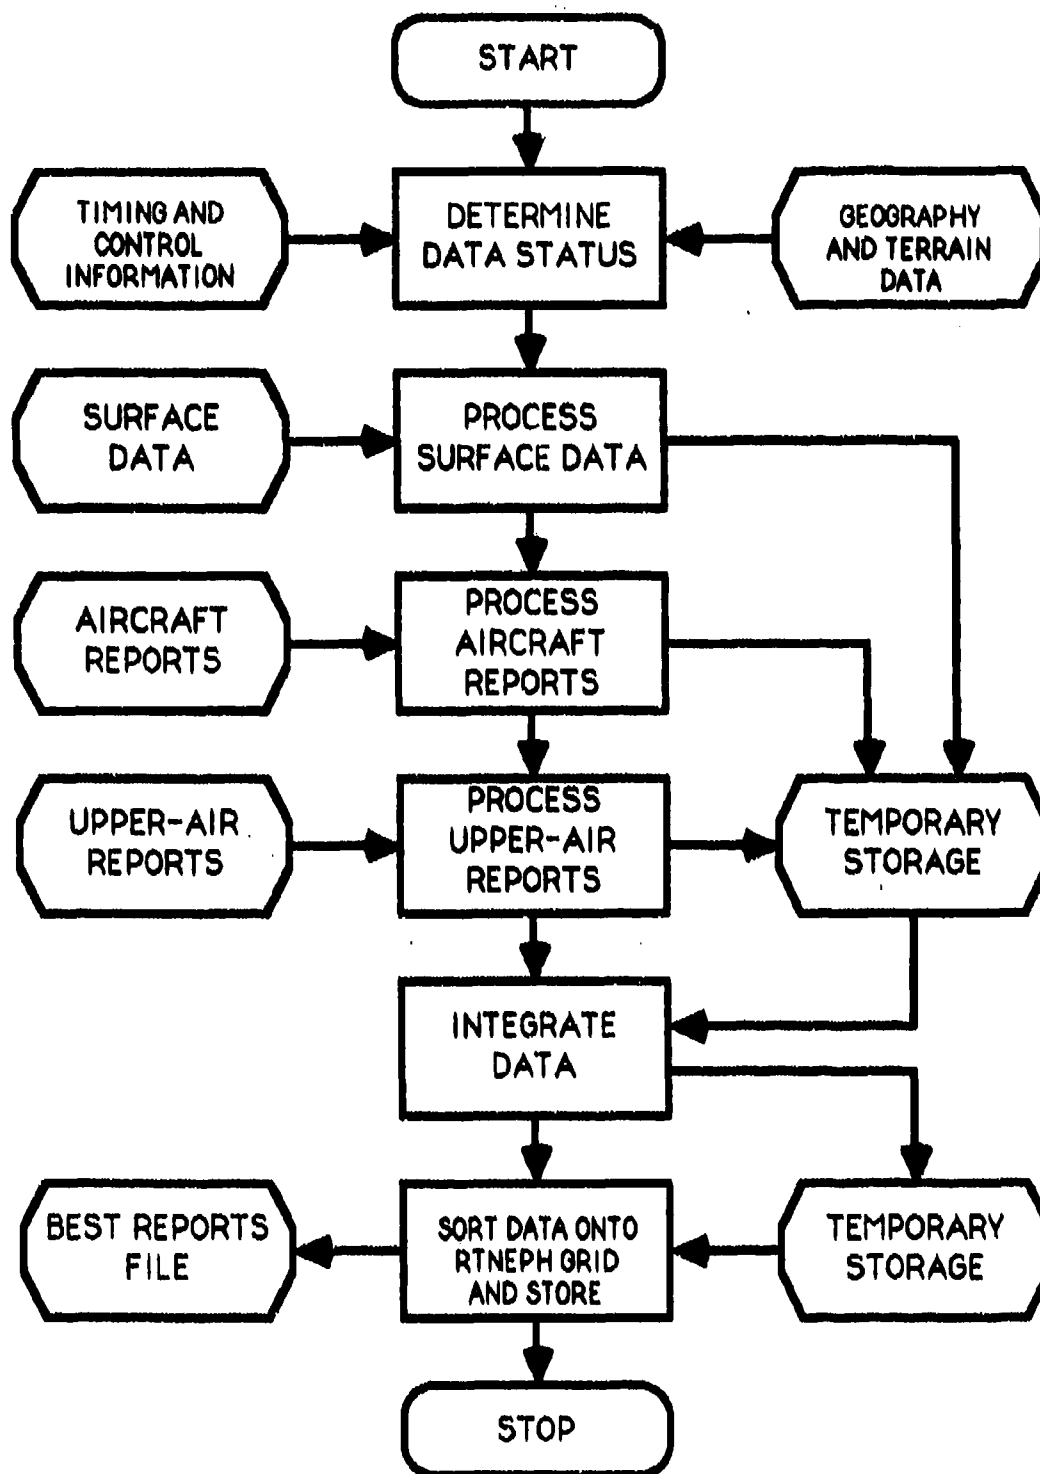 START
TIMING AND
CONTROL
INFORMATION
DETERMINE
DATA STATUS
GEOGRAPHY
AND TERRAIN
DATA
SURFACE
DATA
PROCESS
SURFACE DATA
AIRCRAFT
REPORTS
PROCESS
AIRCRAFT
REPORTS
UPPER-AIR
REPORTS
PROCESS
UPPER-AIR
REPORTS
TEMPORARY
STORAGE
INTEGRATE
DATA
BEST REPORTS
FILE
SORT DATA ONTO
RTNEPH GRID
AND STORE
TEMPORARY
STORAGE
STOP